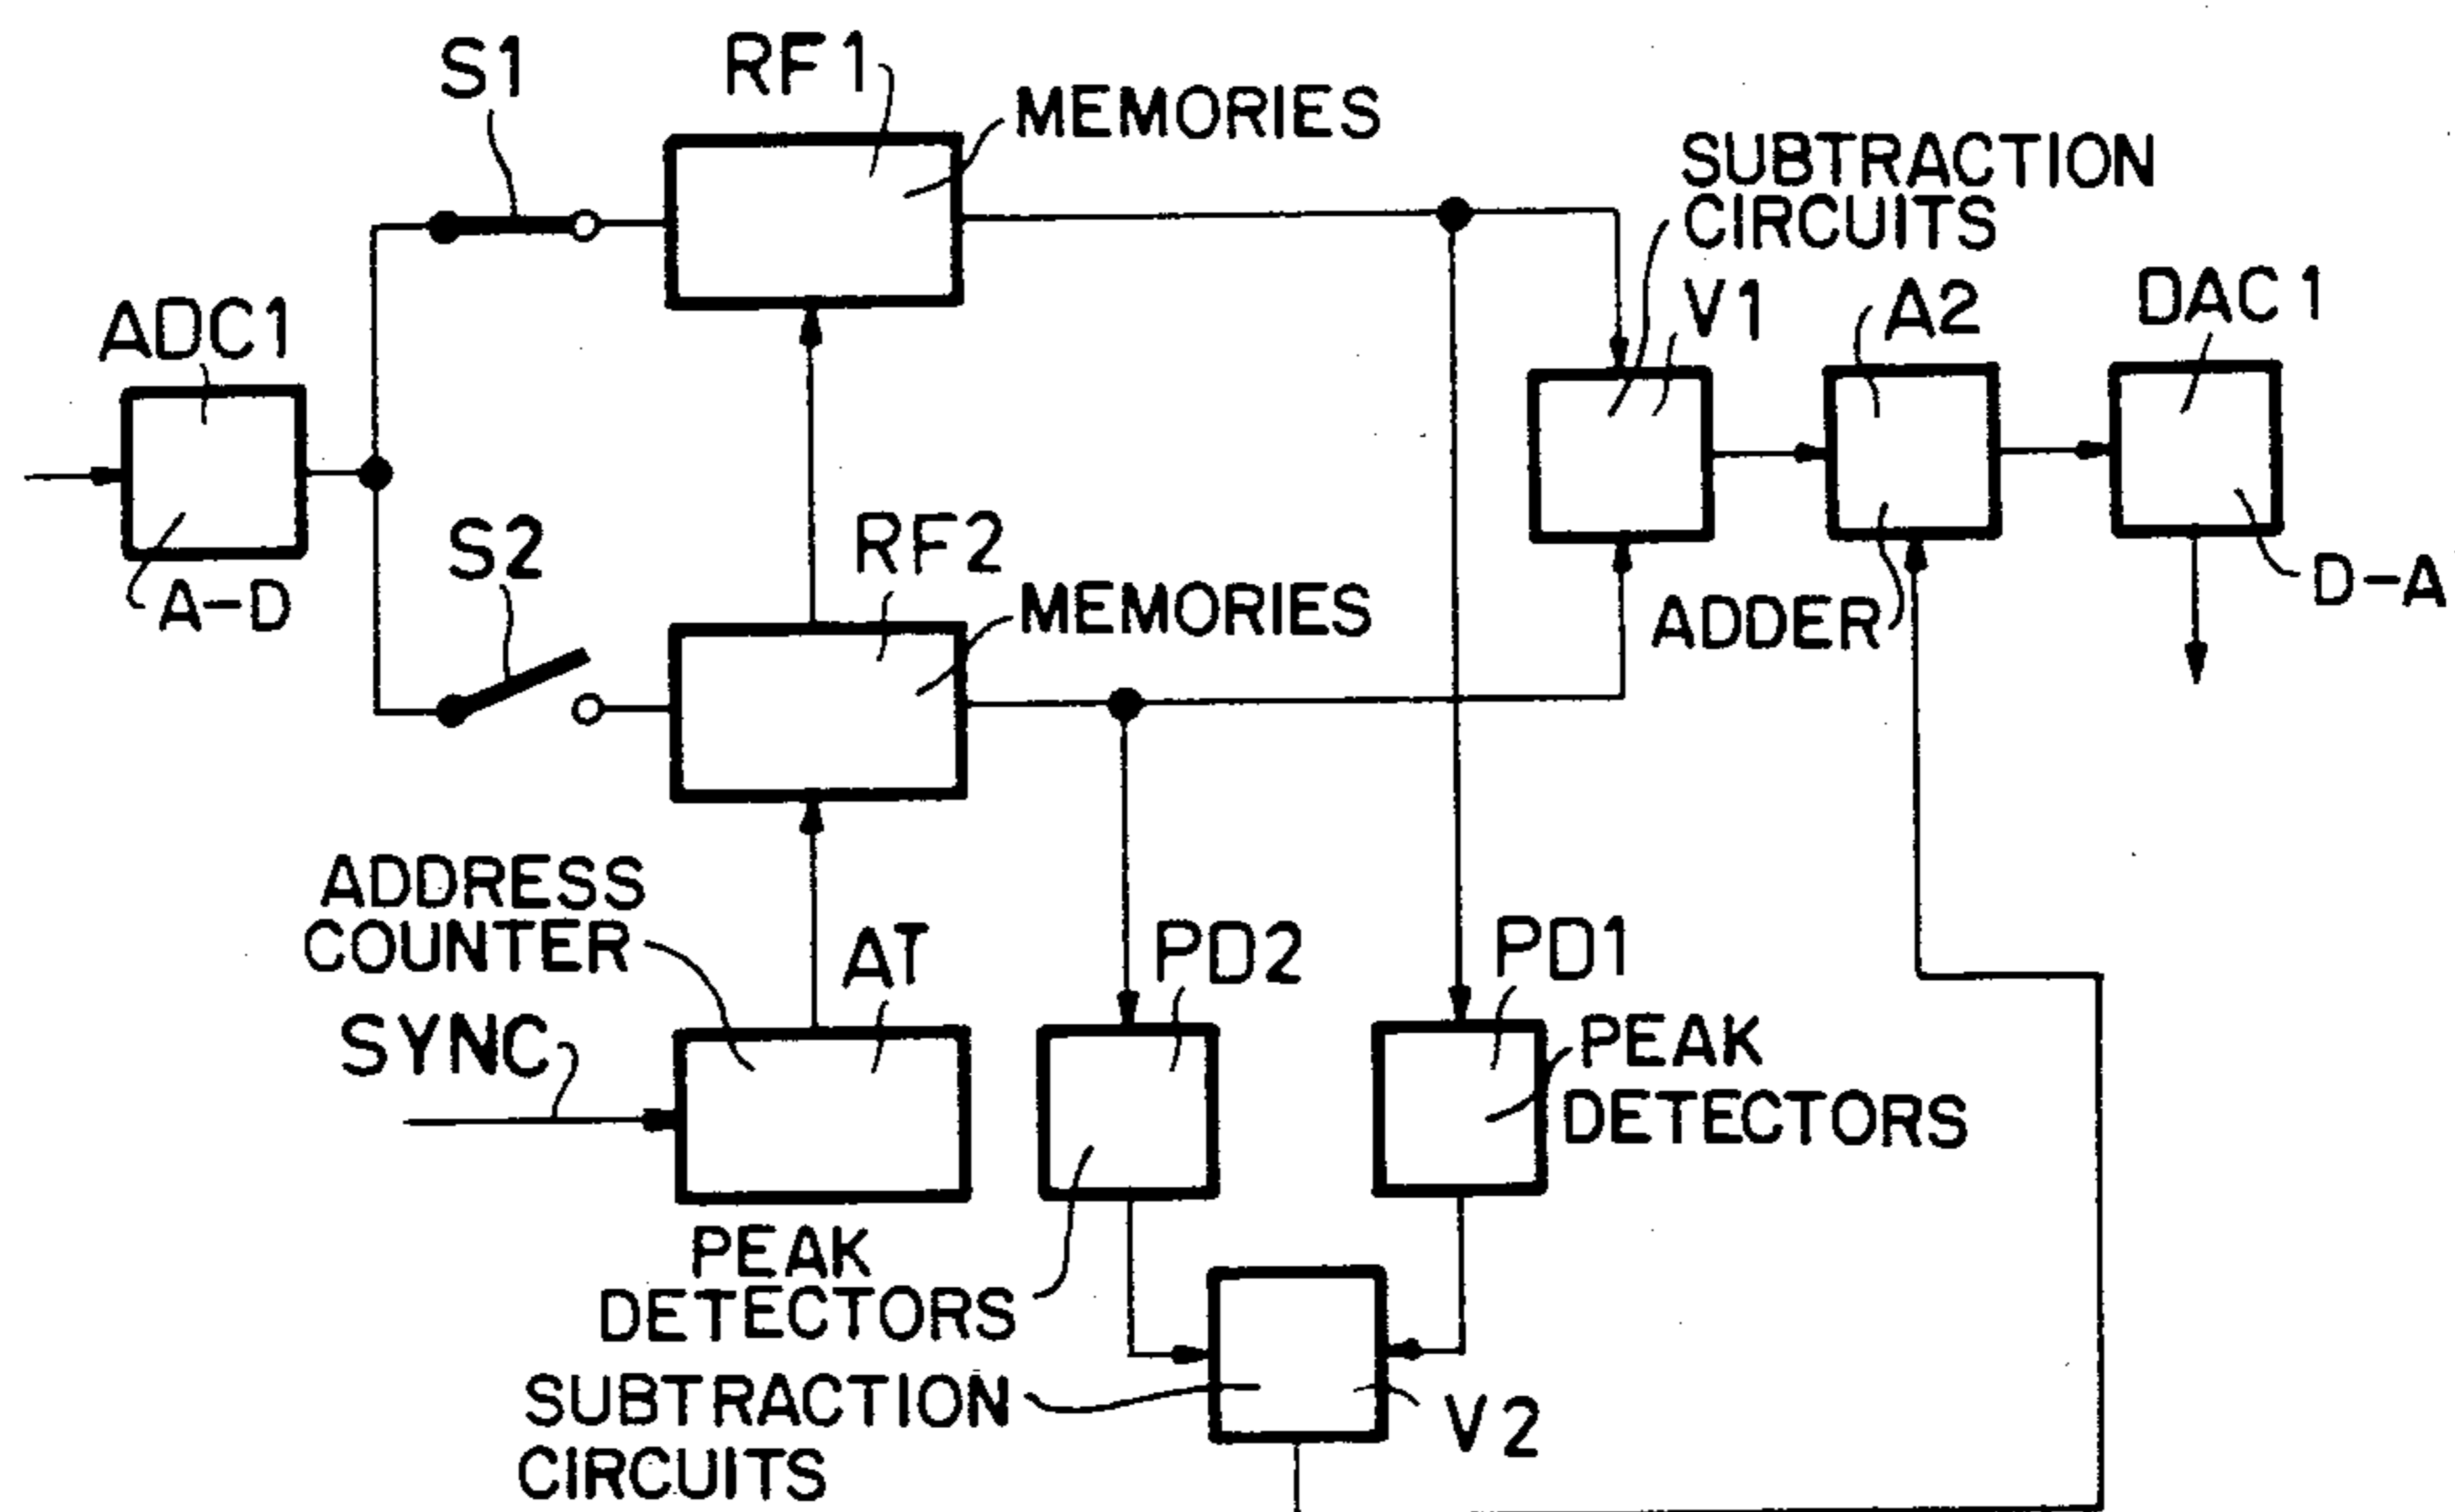 S1
RF1
MEMORIES
SUBTRACTION
CIRCUITS
V1
A2
DAC1
ADC1
A-D
S2
RF2
MEMORIES
ADDER
D-A
ADDRESS
COUNTER
AT
PD2
PD1
SYNC
PEAK
DETECTORS
PEAK
DETECTORS
SUBTRACTION
CIRCUITS
V2